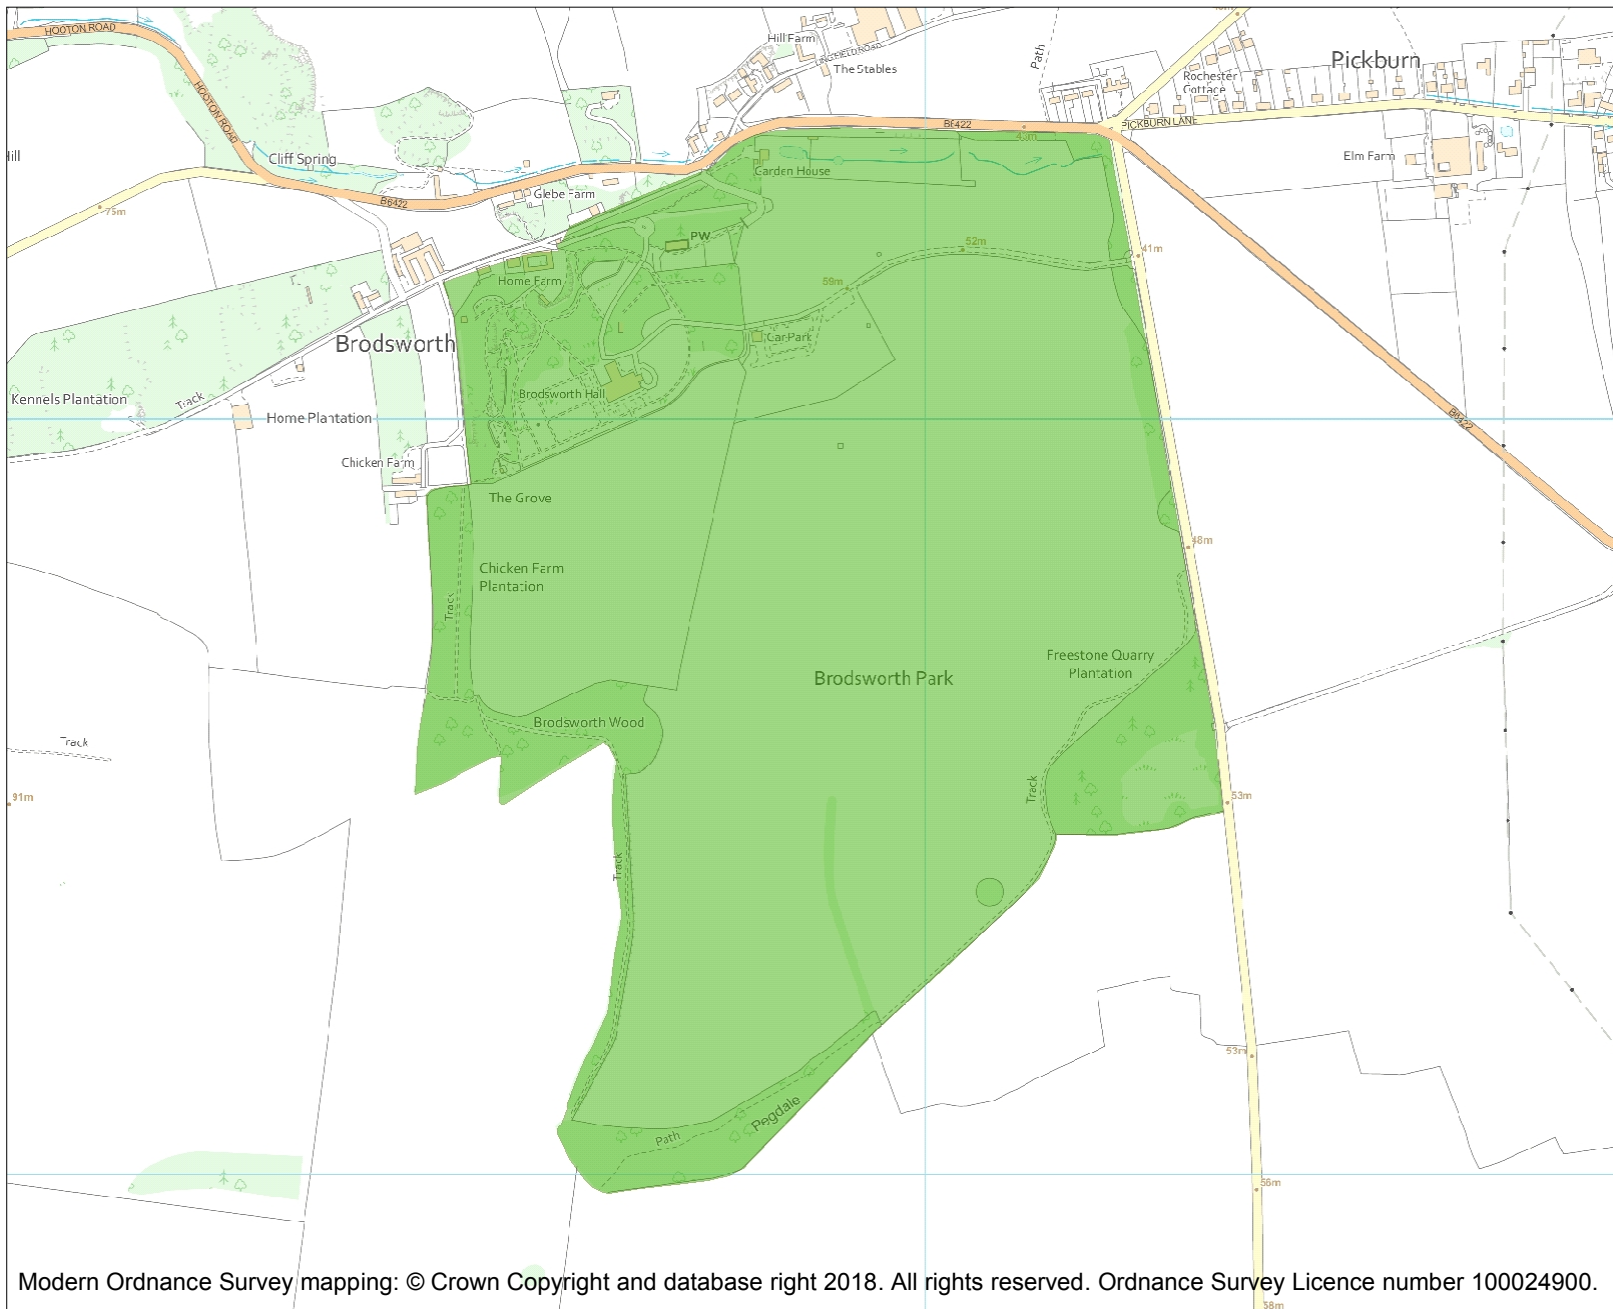 HOOTON ROAD
Hill Farm
LINGFIELD ROAD
The Stables
Path
Pickburn
Rochester
Cottage
HOOTON ROAD
B6422
PICKBURN LANE
Cliff Spring
Elm Farm
Garden House
Glebe Farm
B6422
75m
PW
52m
41m
Home Farm
59m
Car Park
Brodsworth
Brodsworth Hall
Kennels Plantation
Track
Home Plantation
B6422
Chicken Farm
The Grove
48m
Chicken Farm
Plantation
Track
Freestone Quarry
Plantation
Brodsworth Park
Brodsworth Wood
Track
Track
91m
53m
Track
53m
Pegdale
Path
56m
58m
Modern Ordnance Survey mapping: © Crown Copyright and database right 2018. All rights reserved. Ordnance Survey Licence number 100024900.